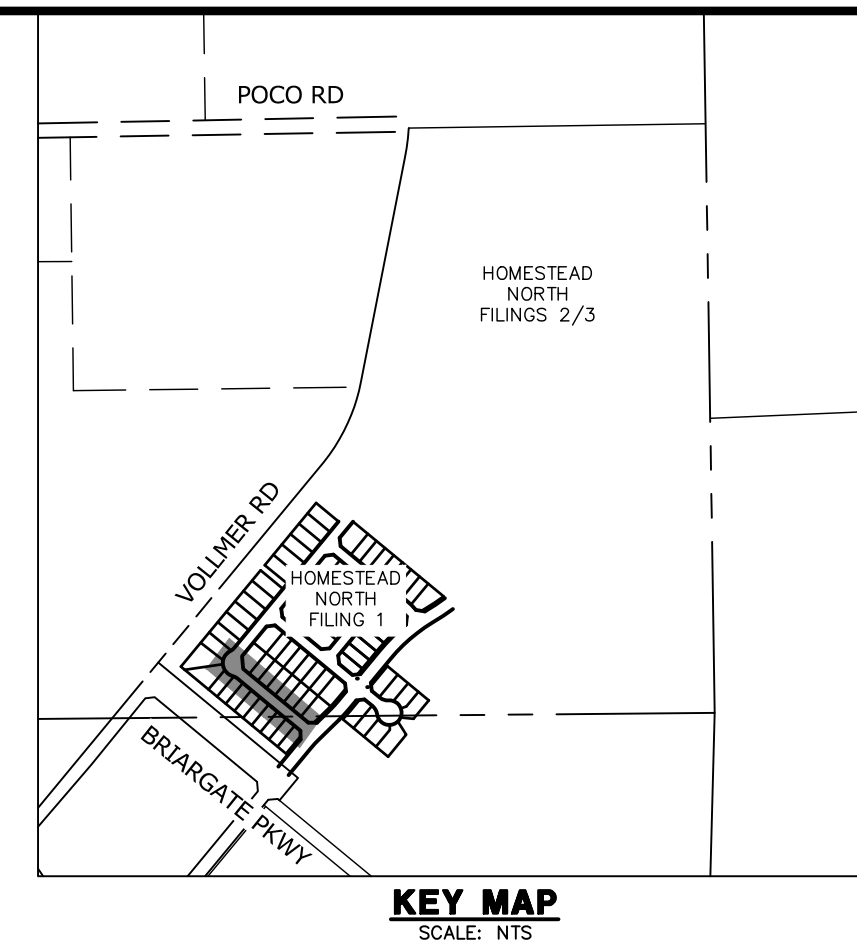 POCO RD
HOMESTEAD
NORTH
FILINGS 2/3
VOLLMER RD
HOMESTEAD
NORTH
FILING 1
BRIARGATE PKWY
KEY MAP
SCALE: NTS